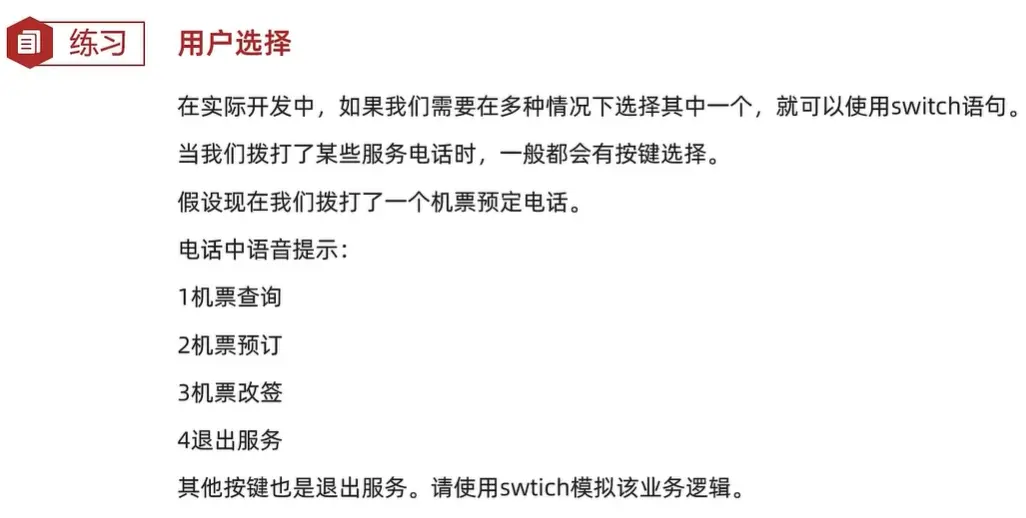 练习
用户选择
在实际开发中，如果我们需要在多种情况下选择其中一个，就可以使用switch语句。
当我们拨打了某些服务电话时，一般都会有按键选择。
假设现在我们拨打了一个机票预定电话。
电话中语音提示：
1机票查询
2机票预订
3机票改签
4退出服务
其他按键也是退出服务。请使用swtich模拟该业务逻辑。